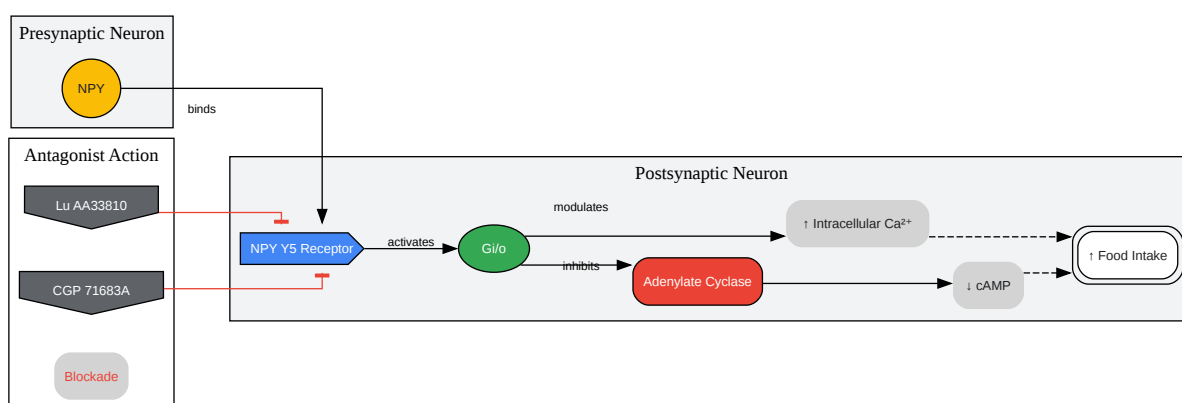 Presynaptic Neuron
NPY
binds
Antagonist Action
Lu AA33810
CGP 71683A
Blockade
Postsynaptic Neuron
NPY Y5 Receptor
activates
Gi/o
modulates
inhibits
↑ Intracellular Ca²⁺
Adenylate Cyclase
↓ cAMP
↑ Food Intake